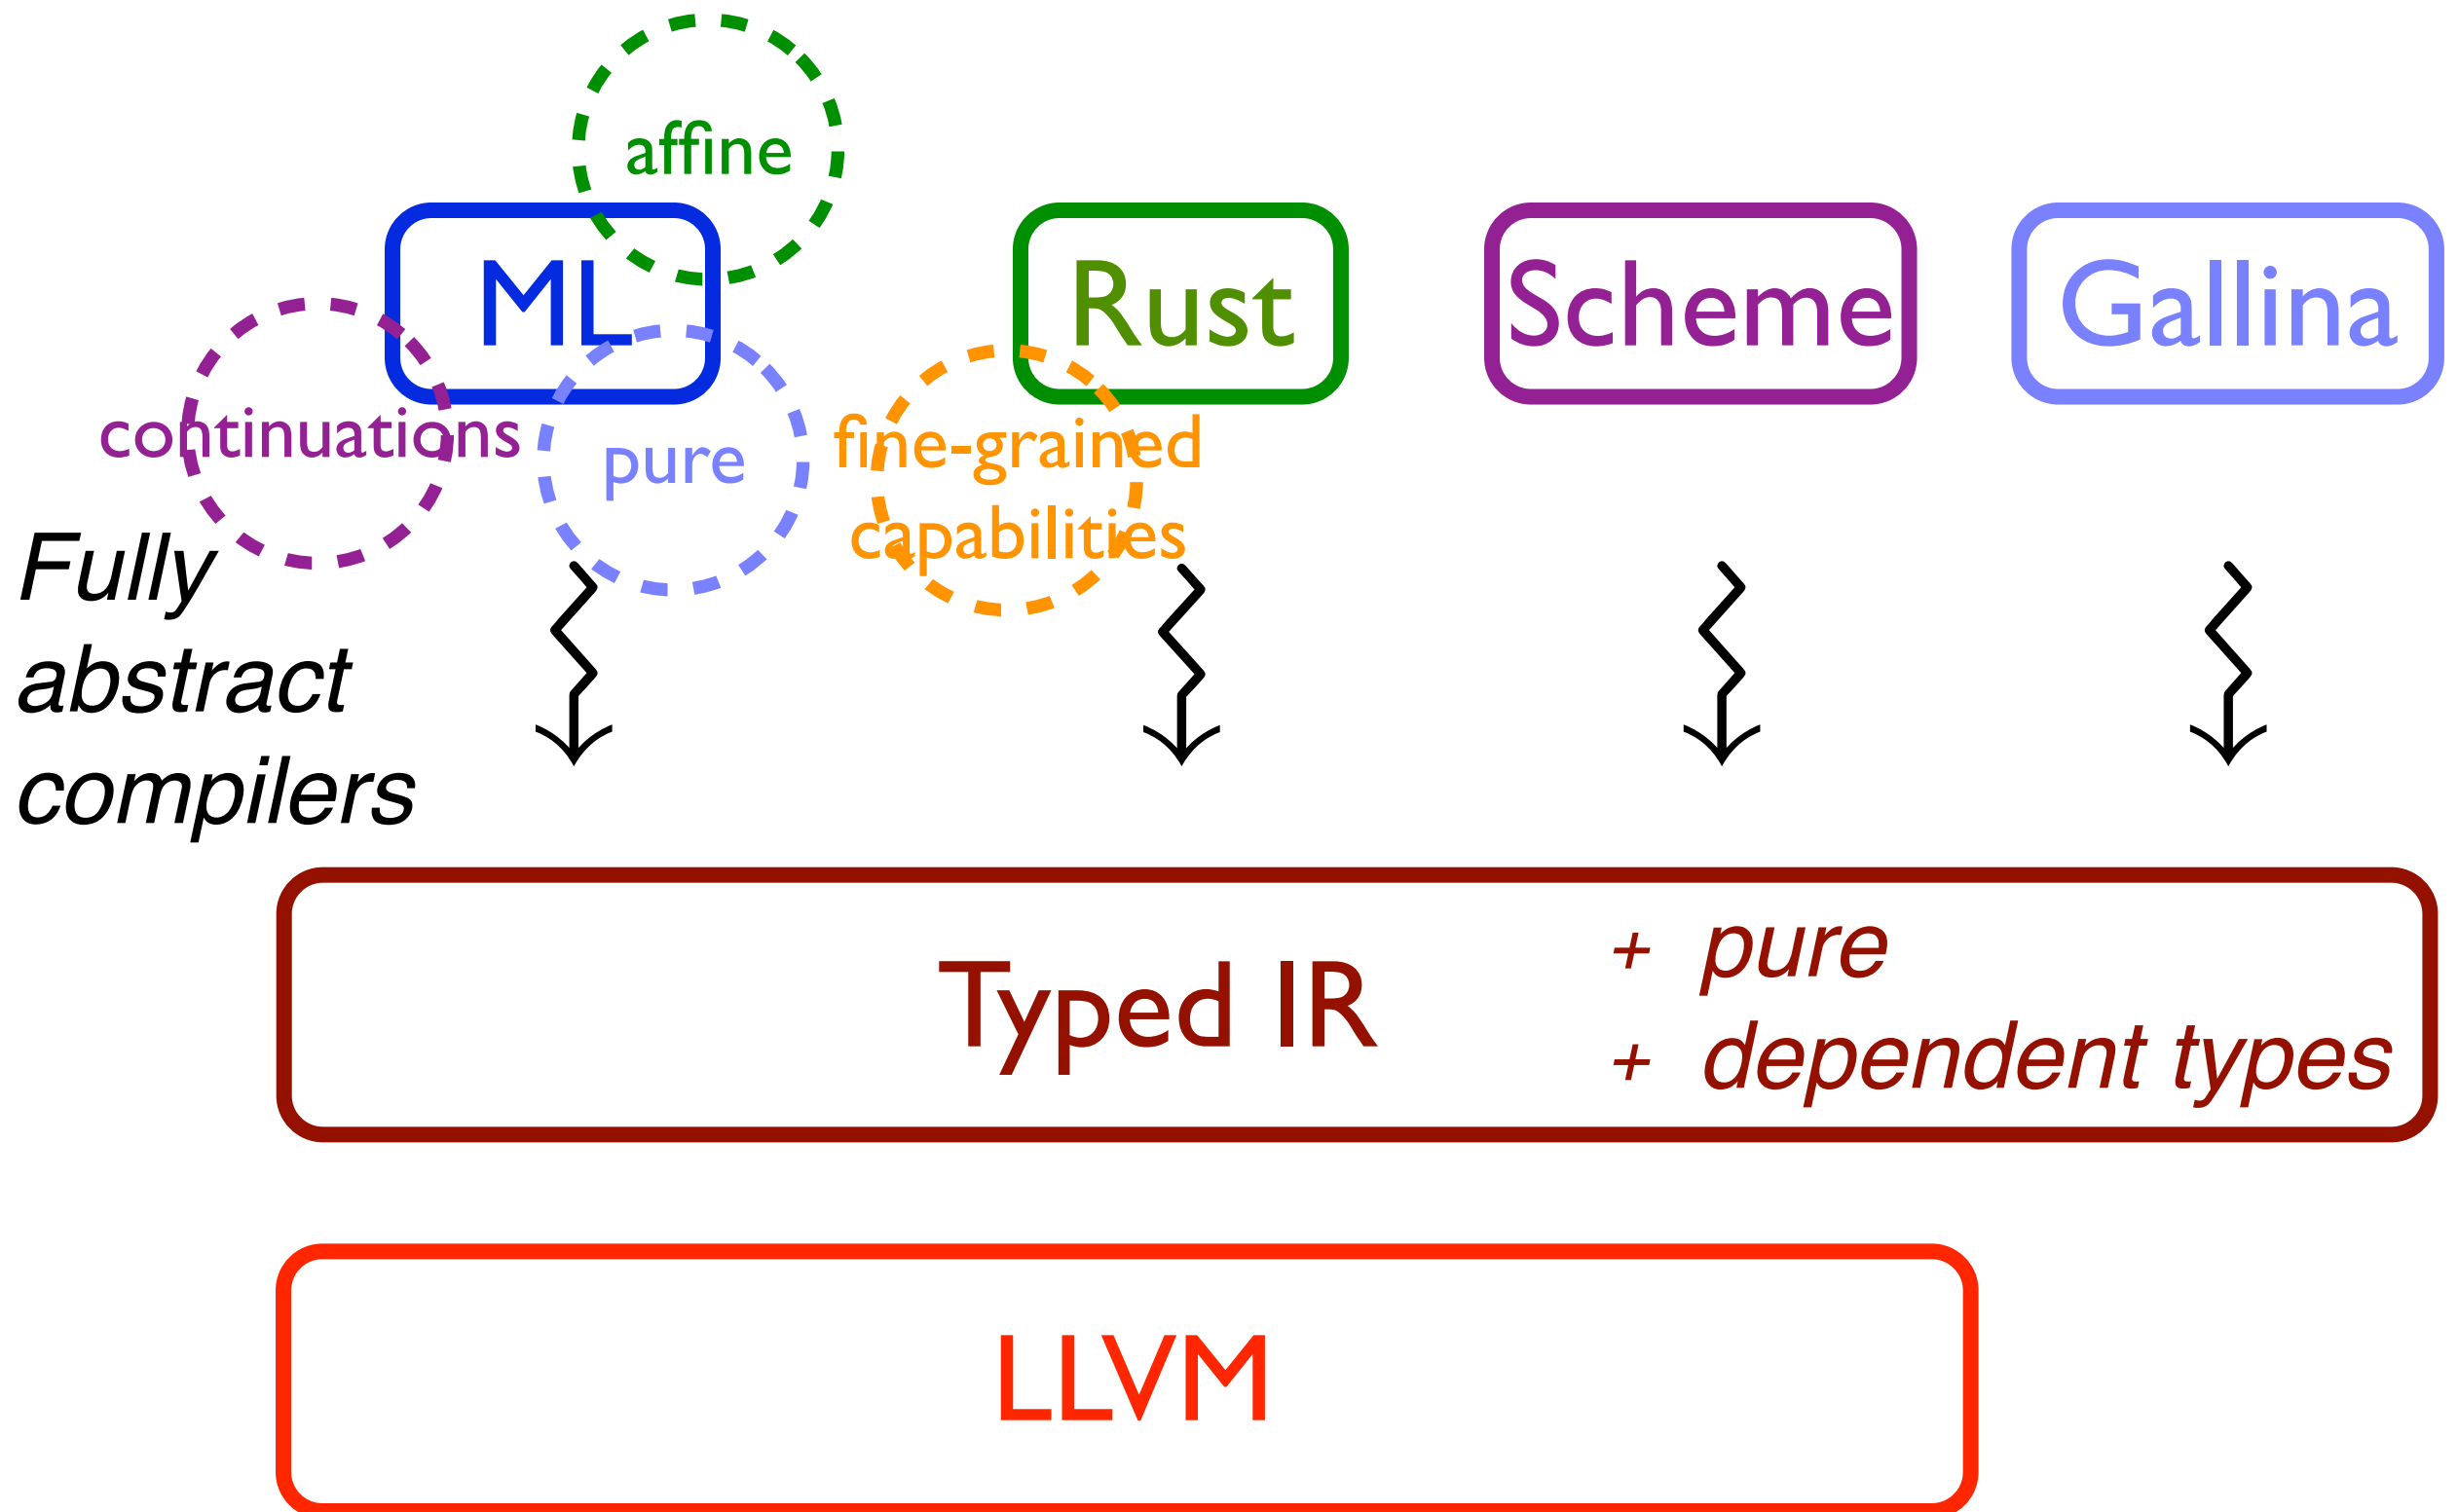 affine
ML
Rust
Scheme
Gallina
continuations
pure
fine-grained
capabilities
Fully
abstract
compilers
Typed IR
+ pure
+ dependent types
LLVM